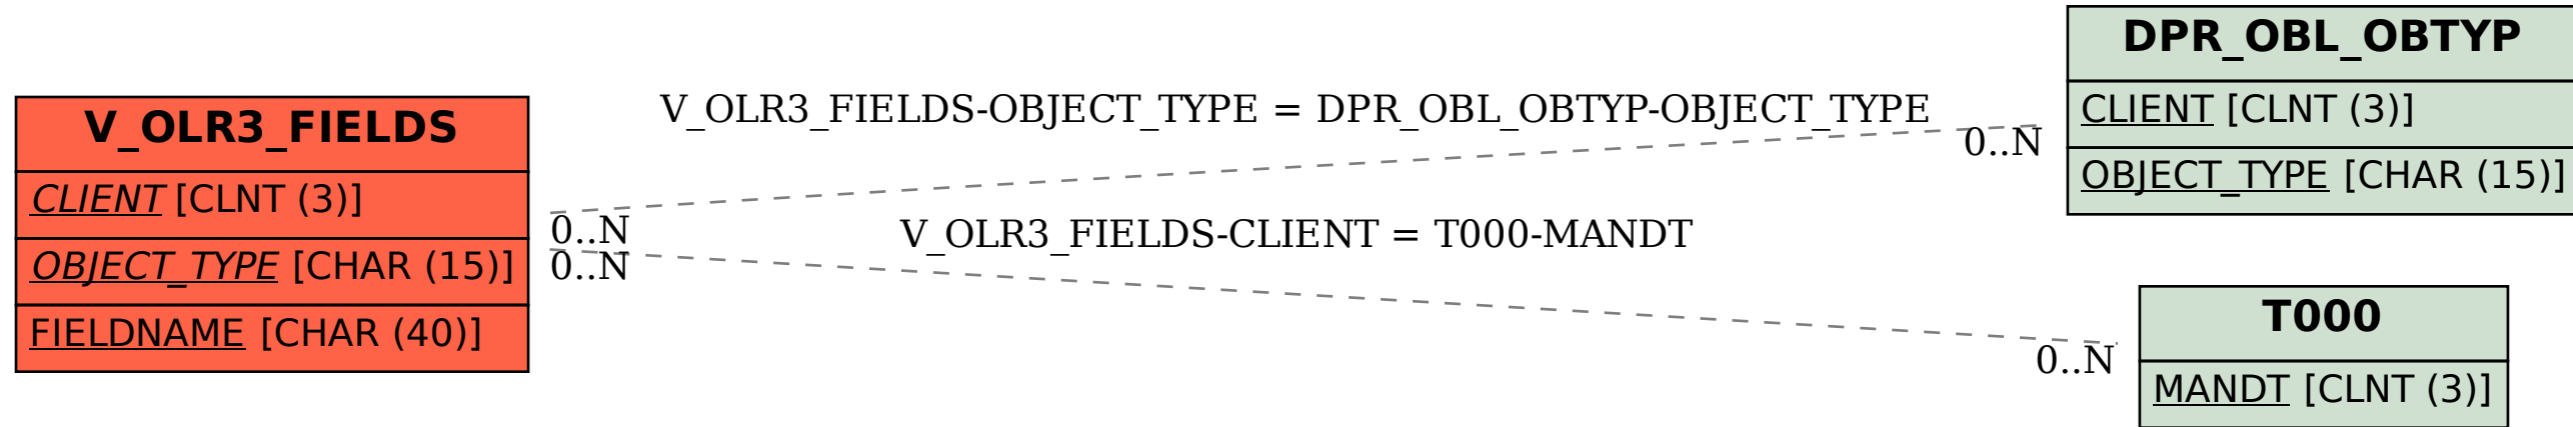 V_OLR3_FIELDS
CLIENT [CLNT (3)]
OBJECT_TYPE [CHAR (15)]
FIELDNAME [CHAR (40)]
V_OLR3_FIELDS-OBJECT_TYPE = DPR_OBL_OBTYP-OBJECT_TYPE
0..N
0..N
V_OLR3_FIELDS-CLIENT = T000-MANDT
0..N
0..N
DPR_OBL_OBTYP
CLIENT [CLNT (3)]
OBJECT_TYPE [CHAR (15)]
T000
MANDT [CLNT (3)]